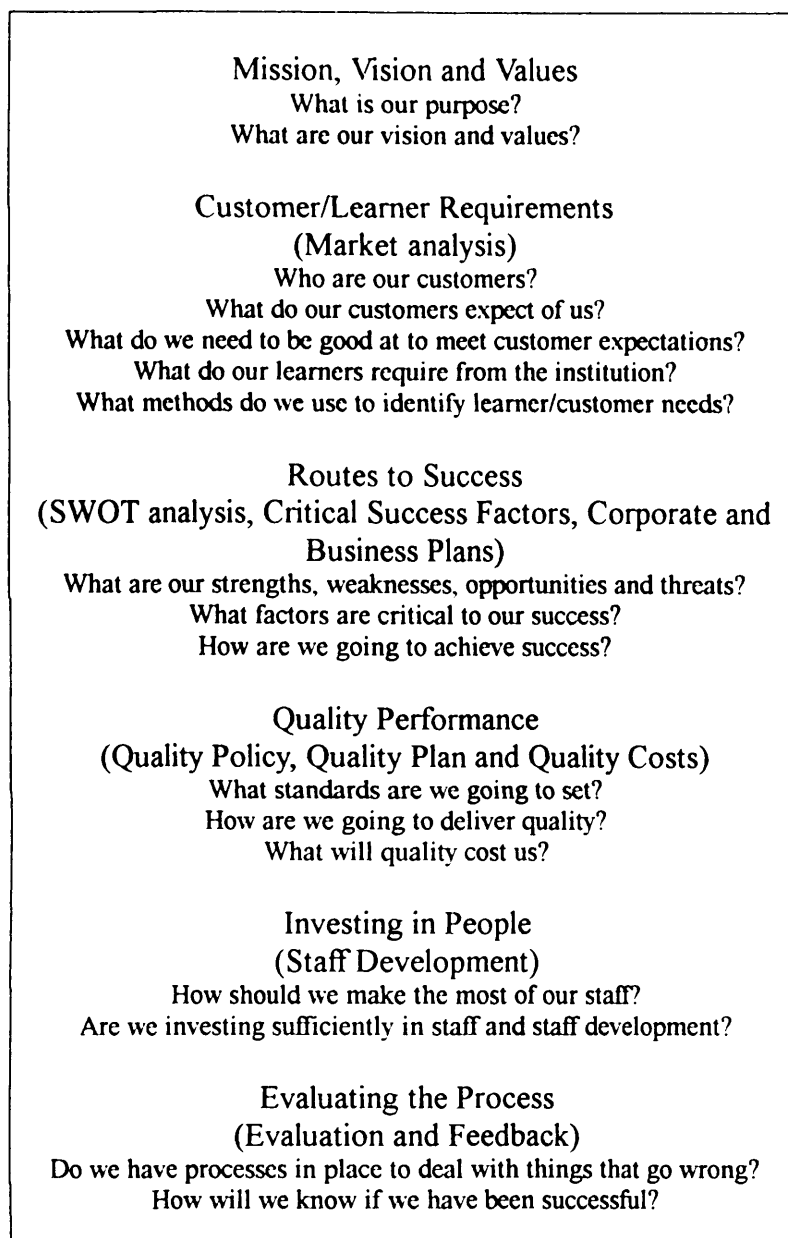 Mission, Vision and Values
What is our purpose?
What are our vision and values?
Customer/Learner Requirements
(Market analysis)
Who are our customers?
What do our customers expect of us?
What do we need to be good at to meet customer expectations?
What do our learners require from the institution?
What methods do we use to identify learner/customer needs?
Routes to Success
(SWOT analysis, Critical Success Factors, Corporate and
Business Plans)
What are our strengths, weaknesses, opportunities and threats?
What factors are critical to our success?
How are we going to achieve success?
Quality Performance
(Quality Policy, Quality Plan and Quality Costs)
What standards are we going to set?
How are we going to deliver quality?
What will quality cost us?
Investing in People
(Staff Development)
How should we make the most of our staff?
Are we investing sufficiently in staff and staff development?
Evaluating the Process
(Evaluation and Feedback)
Do we have processes in place to deal with things that go wrong?
How will we know if we have been successful?